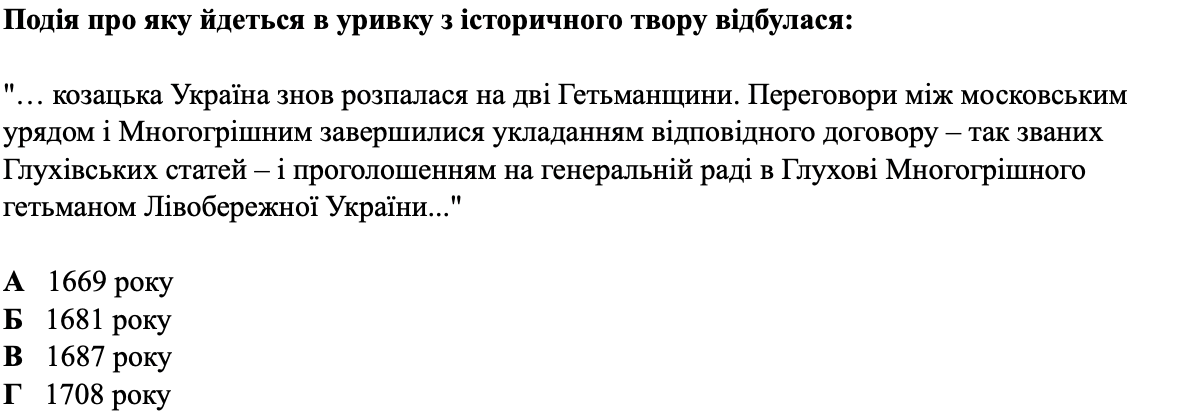 Подія про яку йдеться в уривку з історичного твору відбулася:
"… козацька Україна знов розпалася на дві Гетьманщини. Переговори між московським
урядом і Многогрішним завершилися укладанням відповідного договору – так званих
Глухівських статей – і проголошенням на генеральній раді в Глухові Многогрішного
гетьманом Лівобережної України..."
А 1669 року
Б 1681 року
В 1687 року
Г 1708 року